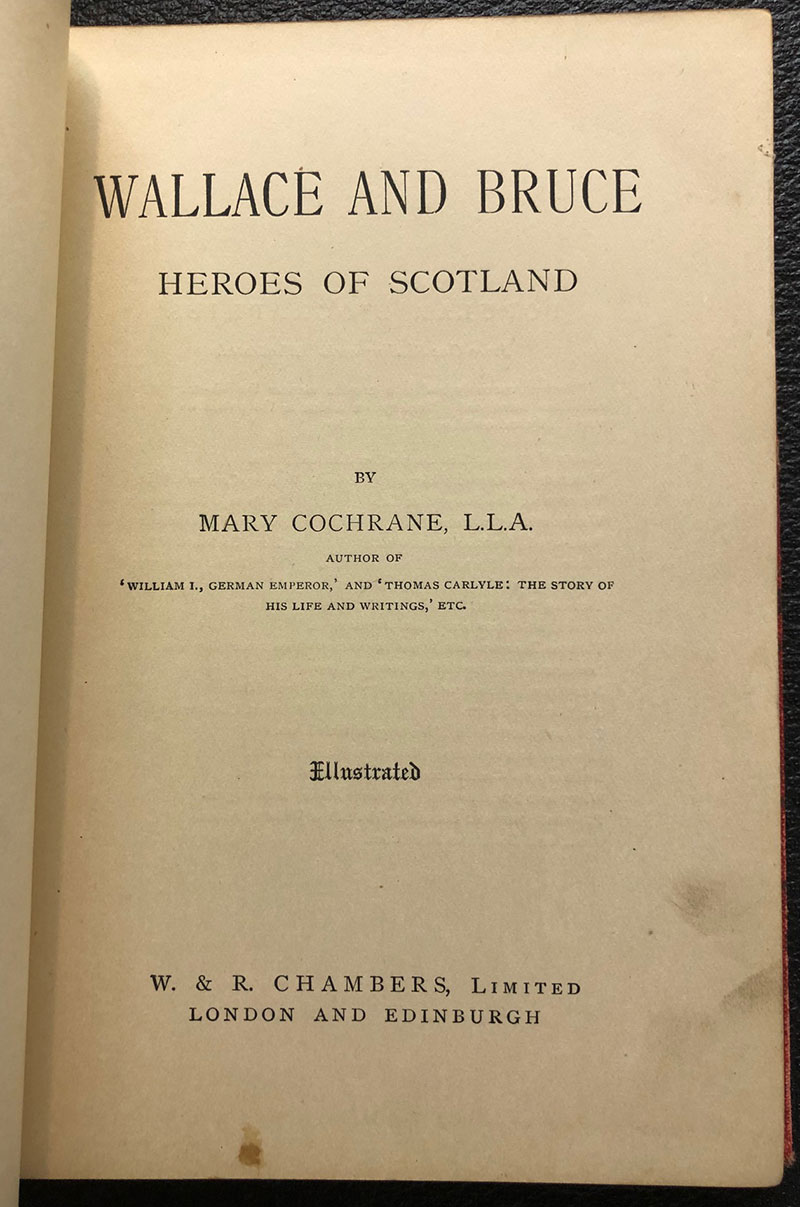 WALLACE AND BRUCE
HEROES OF SCOTLAND
BY
MARY COCHRANE, L.L.A.
AUTHOR OF
‘WILLIAM I., GERMAN EMPEROR,’ AND ‘THOMAS CARLYLE: THE STORY OF
HIS LIFE AND WRITINGS,’ ETC.
Illustrated
W. & R. CHAMBERS, LIMITED
LONDON AND EDINBURGH